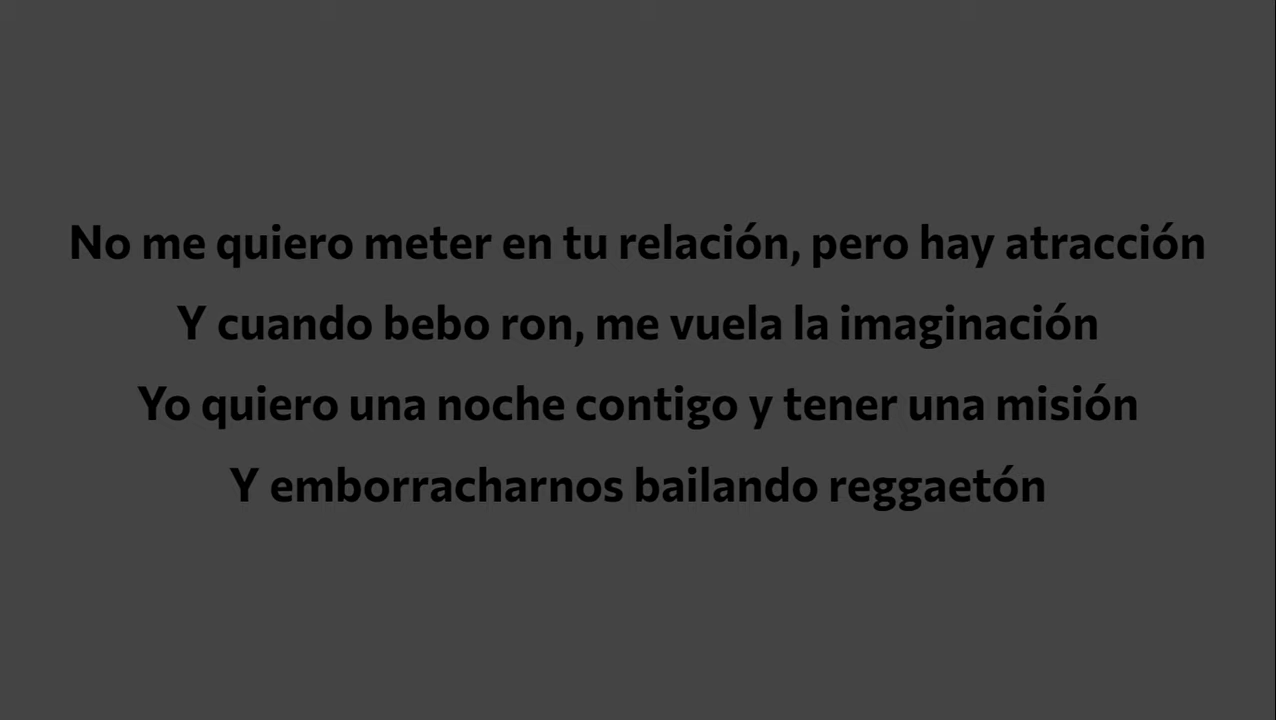 No me quiero meter en tu relación, pero hay atracción
Y cuando bebo ron, me vuela la imaginación
Yo quiero una noche contigo y tener una misión
Y emborracharnos bailando reggaetón